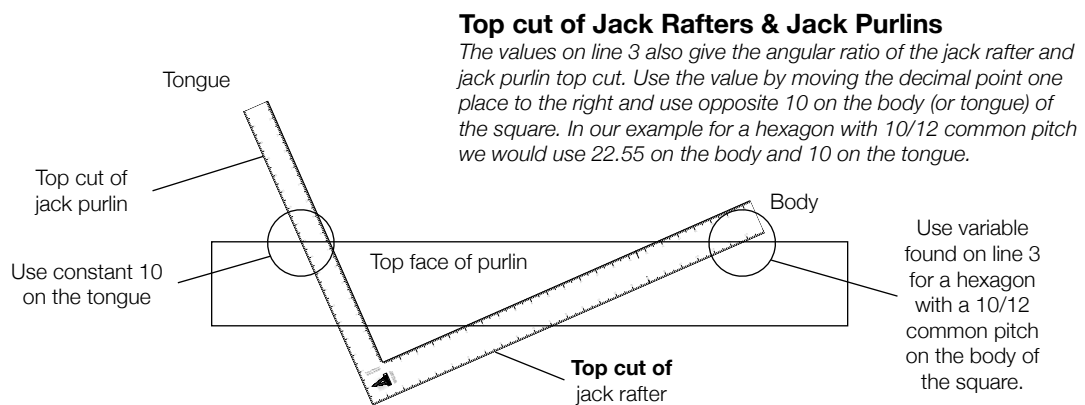 Top cut of Jack Rafters & Jack Purlins
The values on line 3 also give the angular ratio of the jack rafter and
jack purlin top cut. Use the value by moving the decimal point one
place to the right and use opposite 10 on the body (or tongue) of
the square. In our example for a hexagon with 10/12 common pitch
we would use 22.55 on the body and 10 on the tongue.
Tongue
Top cut of
jack purlin
Use constant 10
on the tongue
Top face of purlin
Body
Use variable
found on line 3
for a hexagon
with a 10/12
common pitch
on the body of
the square.
Top cut of
jack rafter